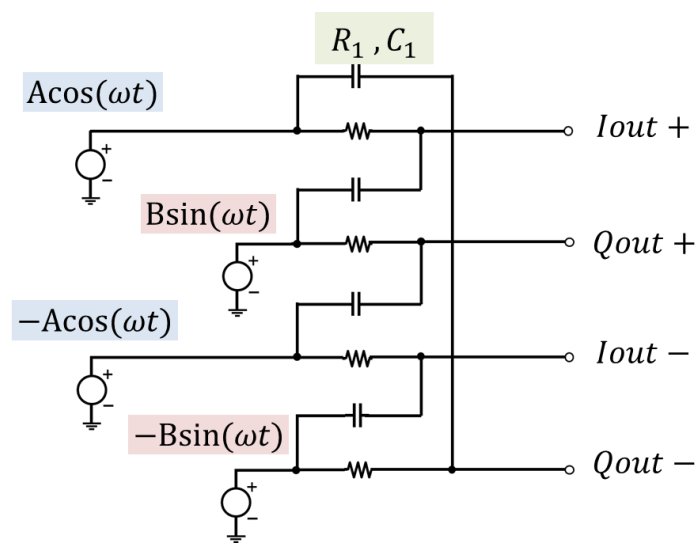 R₁ , C₁
Acos(ωt)
Iout +
Bsin(ωt)
Qout +
−Acos(ωt)
Iout −
−Bsin(ωt)
Qout −